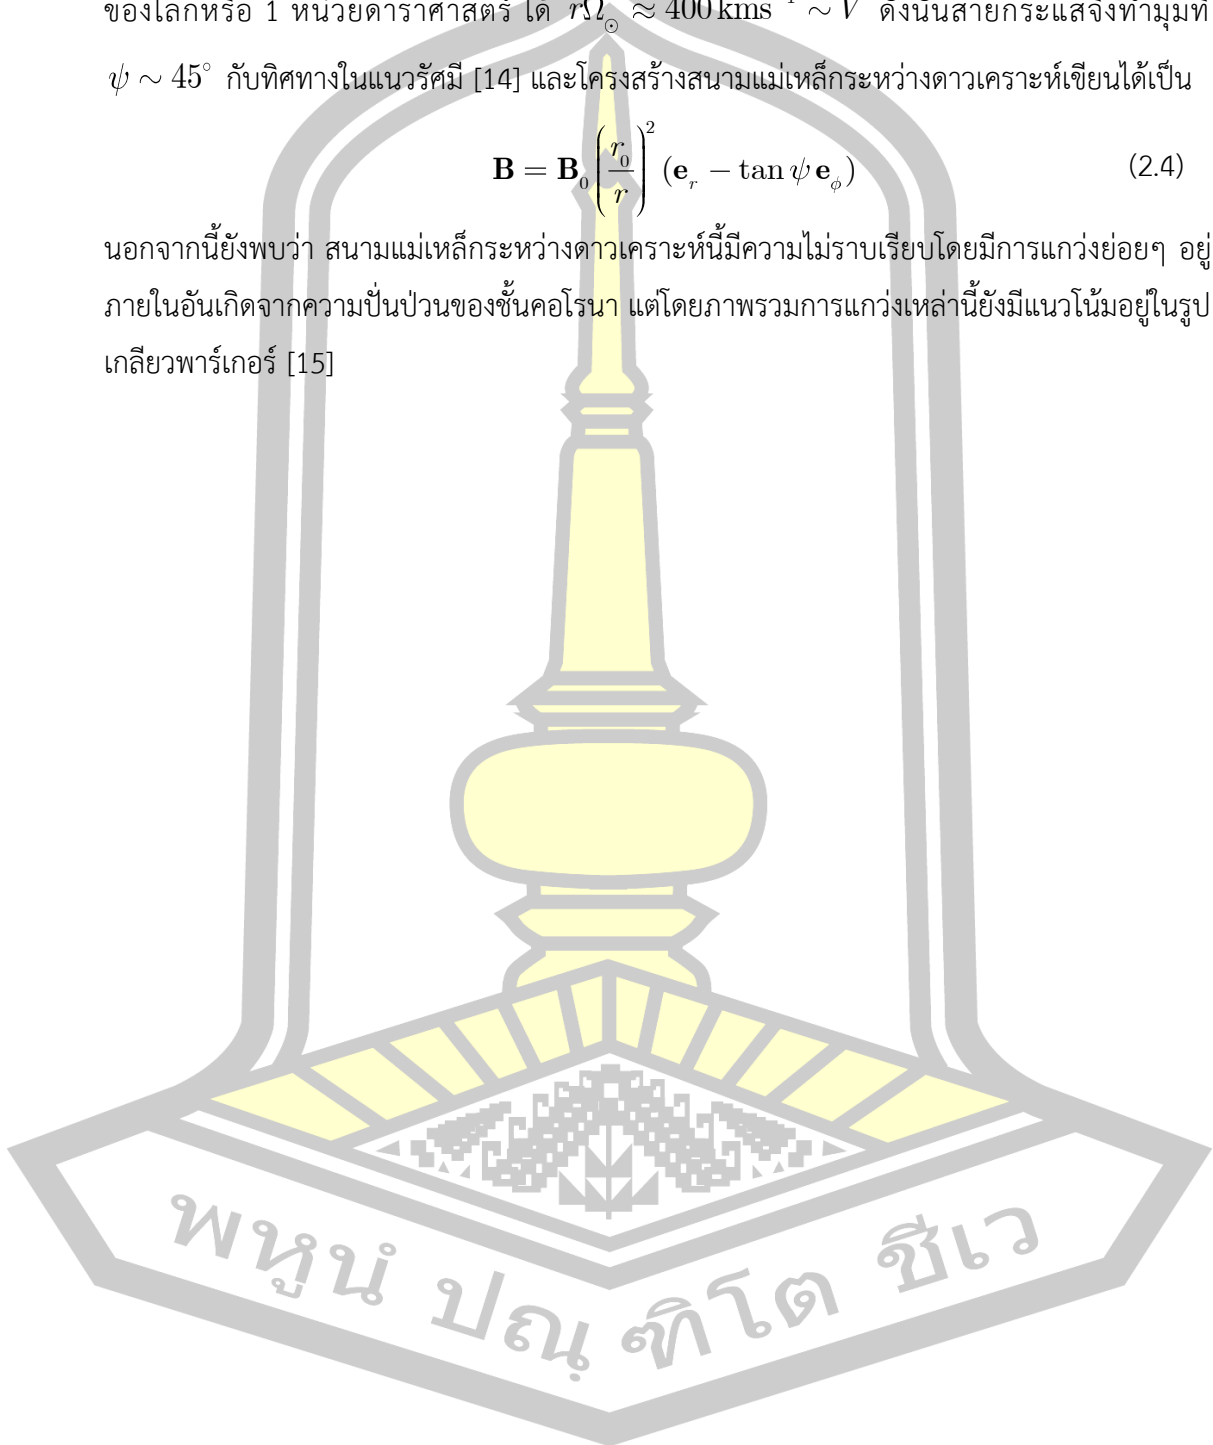 ของโลกหรือ 1 หน่วยดาราศาสตร์ ได้ rΩ☉ ≈ 400 kms⁻¹ ~ V ดังนั้นสายกระแสจึงทำมุมที่
ψ ~ 45° กับทิศทางในแนวรัศมี [14] และโครงสร้างสนามแม่เหล็กระหว่างดาวเคราะห์เขียนได้เป็น
B = B₀ (r₀/r)² (eᵣ − tan ψ e_ϕ) (2.4)
นอกจากนี้ยังพบว่า สนามแม่เหล็กระหว่างดาวเคราะห์นี้มีความไม่ราบเรียบโดยมีการแกว่งย่อยๆ อยู่
ภายในอันเกิดจากความปั่นป่วนของชั้นคอโรนา แต่โดยภาพรวมการแกว่งเหล่านี้ยังมีแนวโน้มอยู่ในรูป
เกลียวพาร์เกอร์ [15]
พหูนํ ปณฺ ฑิโต ชีเว